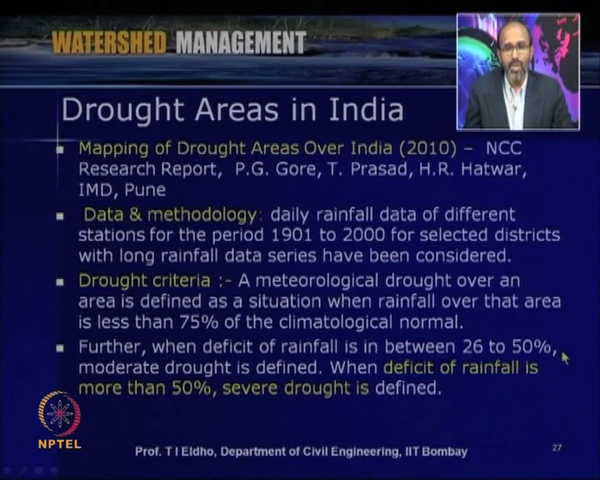 WATERSHED MANAGEMENT
Drought Areas in India
Mapping of Drought Areas Over India (2010) – NCC
Research Report, P.G. Gore, T. Prasad, H.R. Hatwar,
IMD, Pune
Data & methodology: daily rainfall data of different
stations for the period 1901 to 2000 for selected districts
with long rainfall data series have been considered.
Drought criteria :- A meteorological drought over an
area is defined as a situation when rainfall over that area
is less than 75% of the climatological normal.
Further, when deficit of rainfall is in between 26 to 50%,
moderate drought is defined. When deficit of rainfall is
more than 50%, severe drought is defined.
NPTEL
Prof. T I Eldho, Department of Civil Engineering, IIT Bombay
27